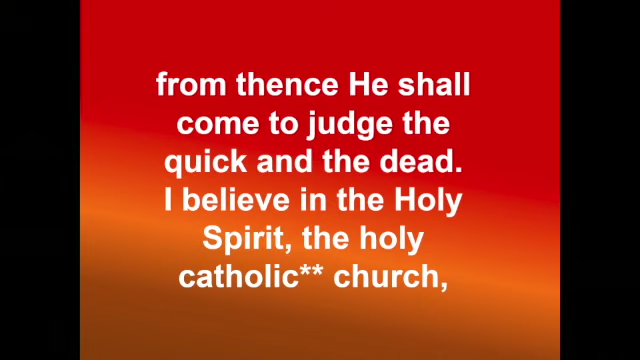 from thence He shall
come to judge the
quick and the dead.
I believe in the Holy
Spirit, the holy
catholic** church,